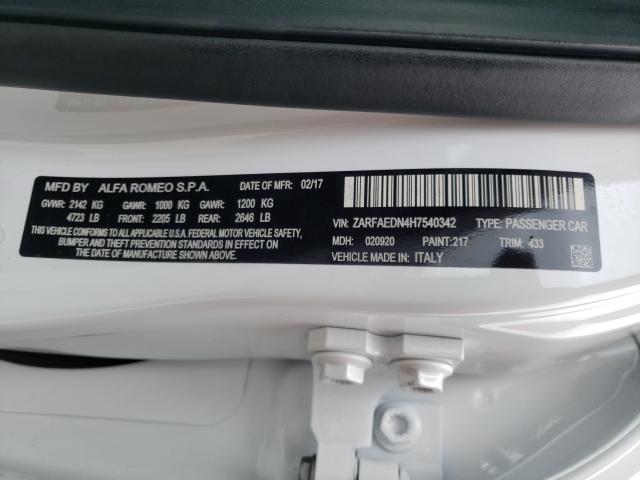 MFD BY ALFA ROMEO S.P.A. DATE OF MFR: 02/17
GVWR: 2142 KG GAWR: 1000 KG GAWR: 1200 KG
4723 LB FRONT: 2205 LB REAR: 2646 LB
THIS VEHICLE CONFORMS TO ALL APPLICABLE U.S.A. FEDERAL MOTOR VEHICLE SAFETY,
BUMPER AND THEFT PREVENTION STANDARDS IN EFFECT ON
THE DATE OF MANUFACTURE SHOWN ABOVE.
VIN: ZARFAEDN4H7540342 TYPE: PASSENGER CAR
MDH: 020920 PAINT: 217 TRIM: 433
VEHICLE MADE IN: ITALY